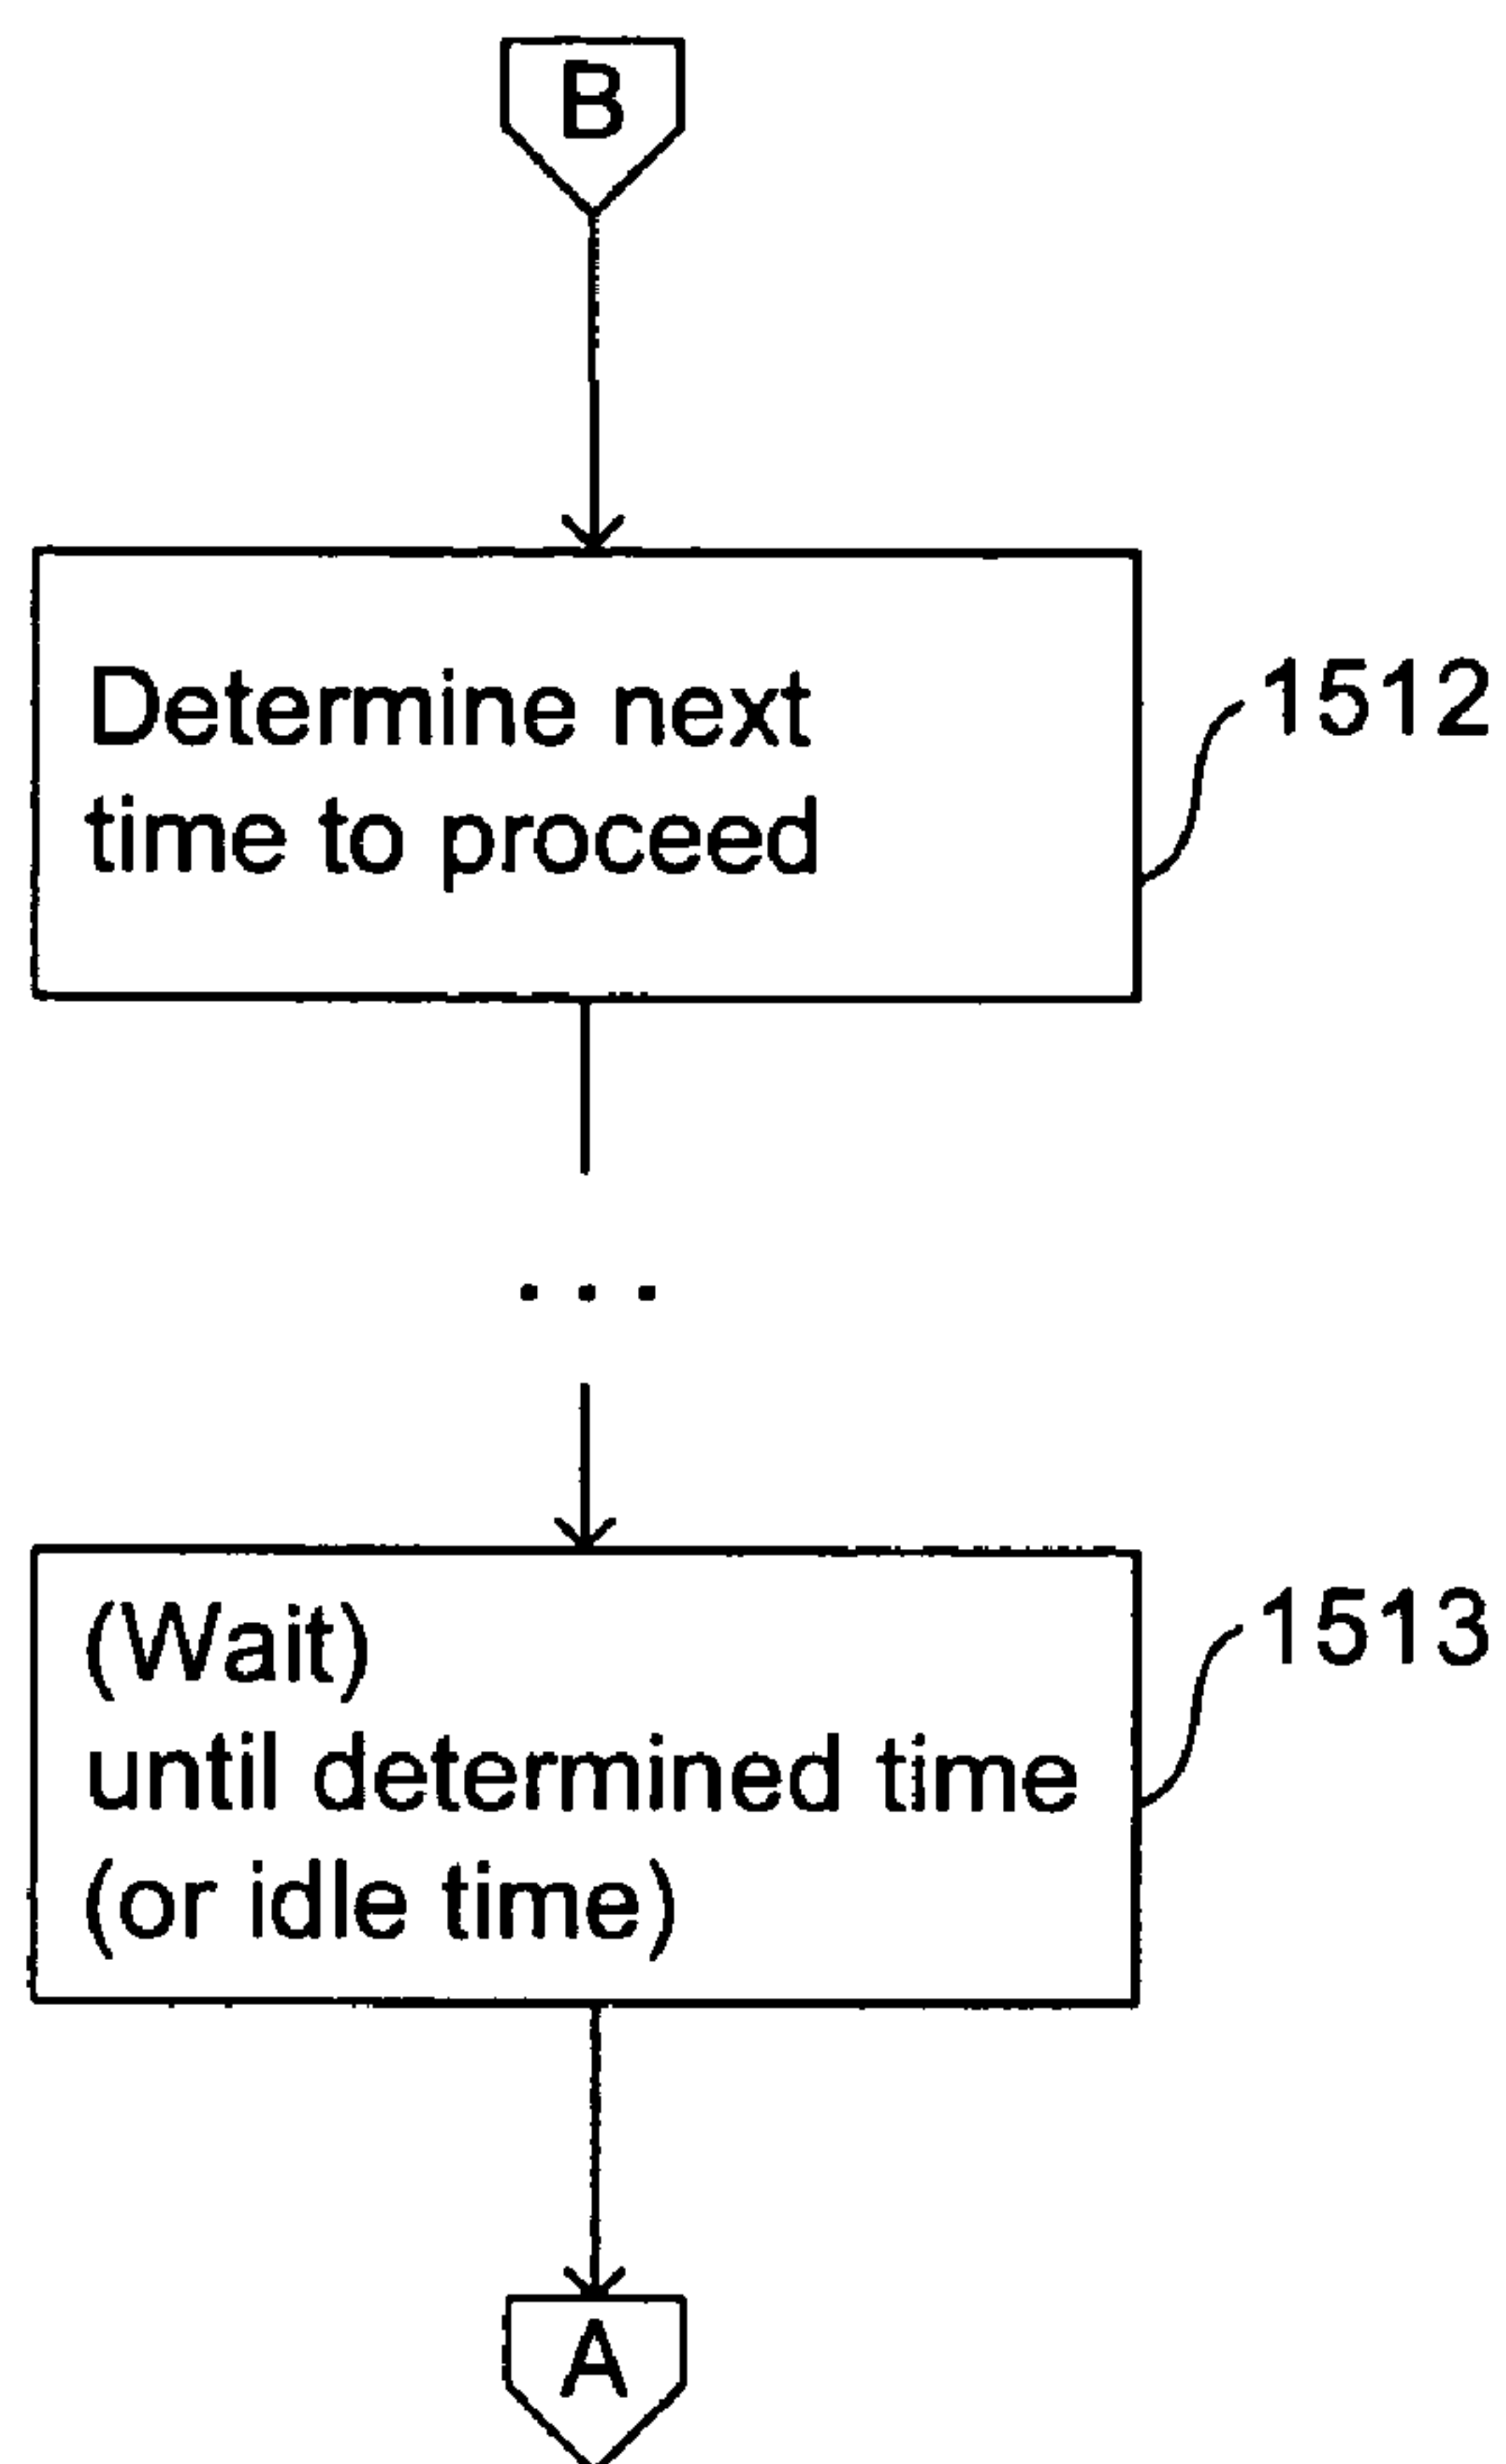 B
Determine next
time to proceed
1512
. . .
(Wait)
until determined time
(or idle time)
1513
A